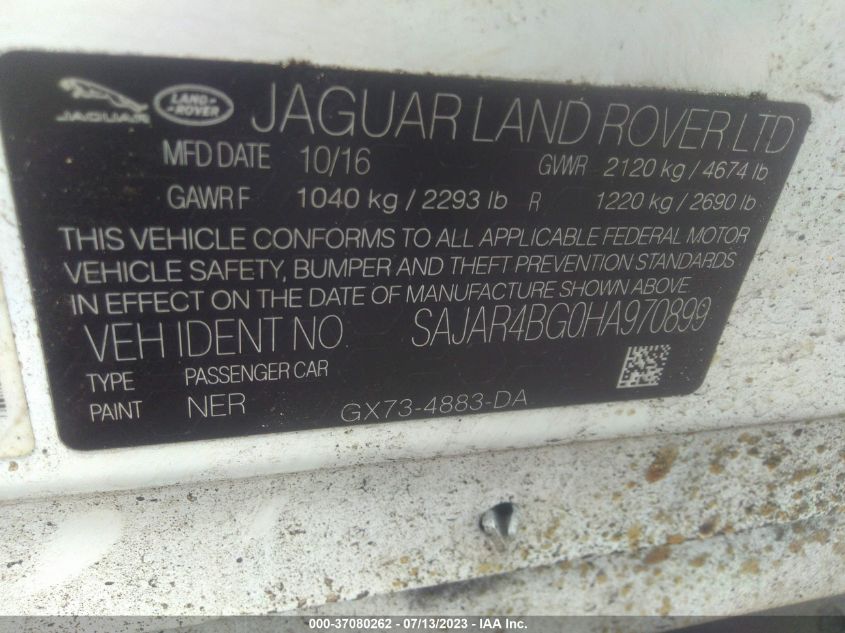 JAGUAR LAND-ROVER JAGUAR LAND ROVER LTD
MFD DATE 10/16 GVWR 2120 kg / 4674 lb
GAWR F 1040 kg / 2293 lb R 1220 kg / 2690 lb
THIS VEHICLE CONFORMS TO ALL APPLICABLE FEDERAL MOTOR
VEHICLE SAFETY, BUMPER AND THEFT PREVENTION STANDARDS
IN EFFECT ON THE DATE OF MANUFACTURE SHOWN ABOVE
VEH IDENT NO SAJAR4BG0HA970899
TYPE PASSENGER CAR
PAINT NER GX73-4883-DA
000-37080262 - 07/13/2023 - IAA Inc.